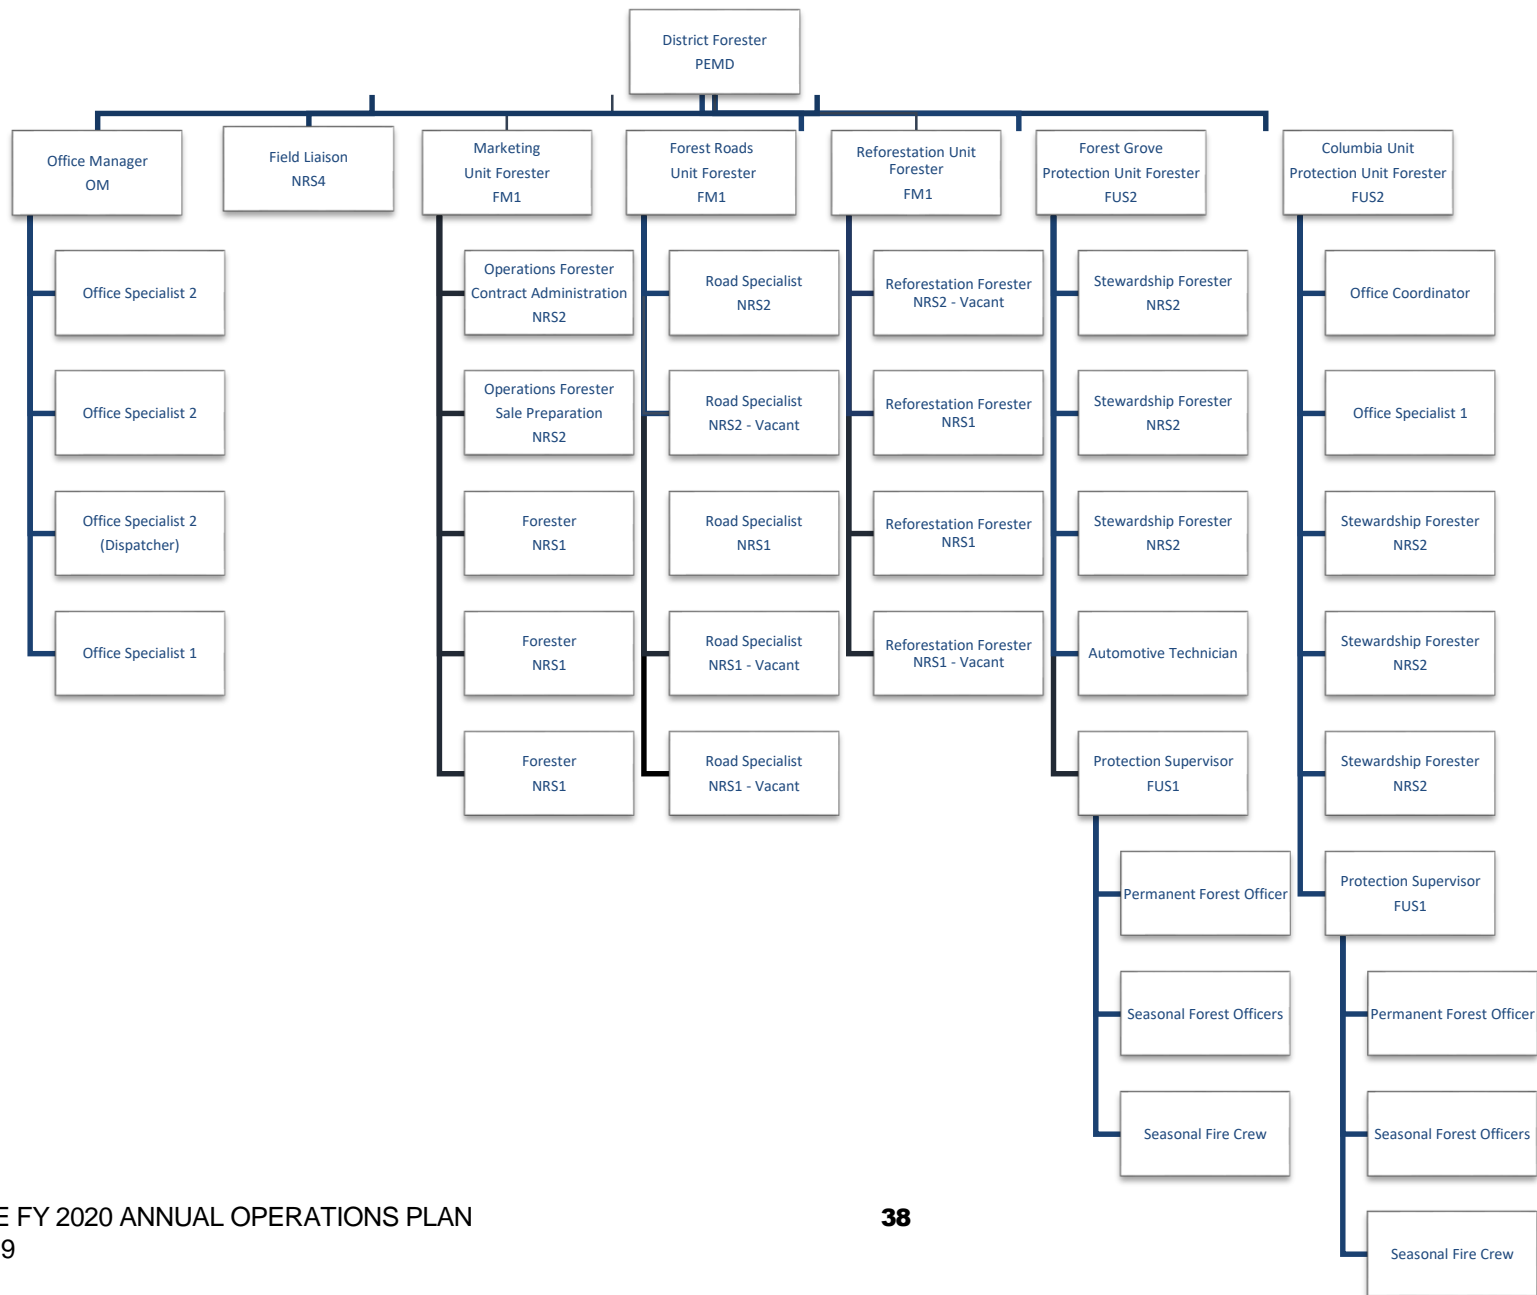 District Forester
PEMD
Office Manager
OM
Field Liaison
NRS4
Marketing
Unit Forester
FM1
Forest Roads
Unit Forester
FM1
Reforestation Unit
Forester
FM1
Forest Grove
Protection Unit Forester
FUS2
Columbia Unit
Protection Unit Forester
FUS2
Office Specialist 2
Office Specialist 2
Office Specialist 2
(Dispatcher)
Office Specialist 1
Operations Forester
Contract Administration
NRS2
Operations Forester
Sale Preparation
NRS2
Forester
NRS1
Forester
NRS1
Forester
NRS1
Road Specialist
NRS2
Road Specialist
NRS2 - Vacant
Road Specialist
NRS1
Road Specialist
NRS1 - Vacant
Road Specialist
NRS1 - Vacant
Reforestation Forester
NRS2 - Vacant
Reforestation Forester
NRS1
Reforestation Forester
NRS1
Reforestation Forester
NRS1 - Vacant
Stewardship Forester
NRS2
Stewardship Forester
NRS2
Stewardship Forester
NRS2
Automotive Technician
Protection Supervisor
FUS1
Permanent Forest Officer
Seasonal Forest Officers
Seasonal Fire Crew
Office Coordinator
Office Specialist 1
Stewardship Forester
NRS2
Stewardship Forester
NRS2
Stewardship Forester
NRS2
Protection Supervisor
FUS1
Permanent Forest Officer
Seasonal Forest Officers
Seasonal Fire Crew
E FY 2020 ANNUAL OPERATIONS PLAN
38
9